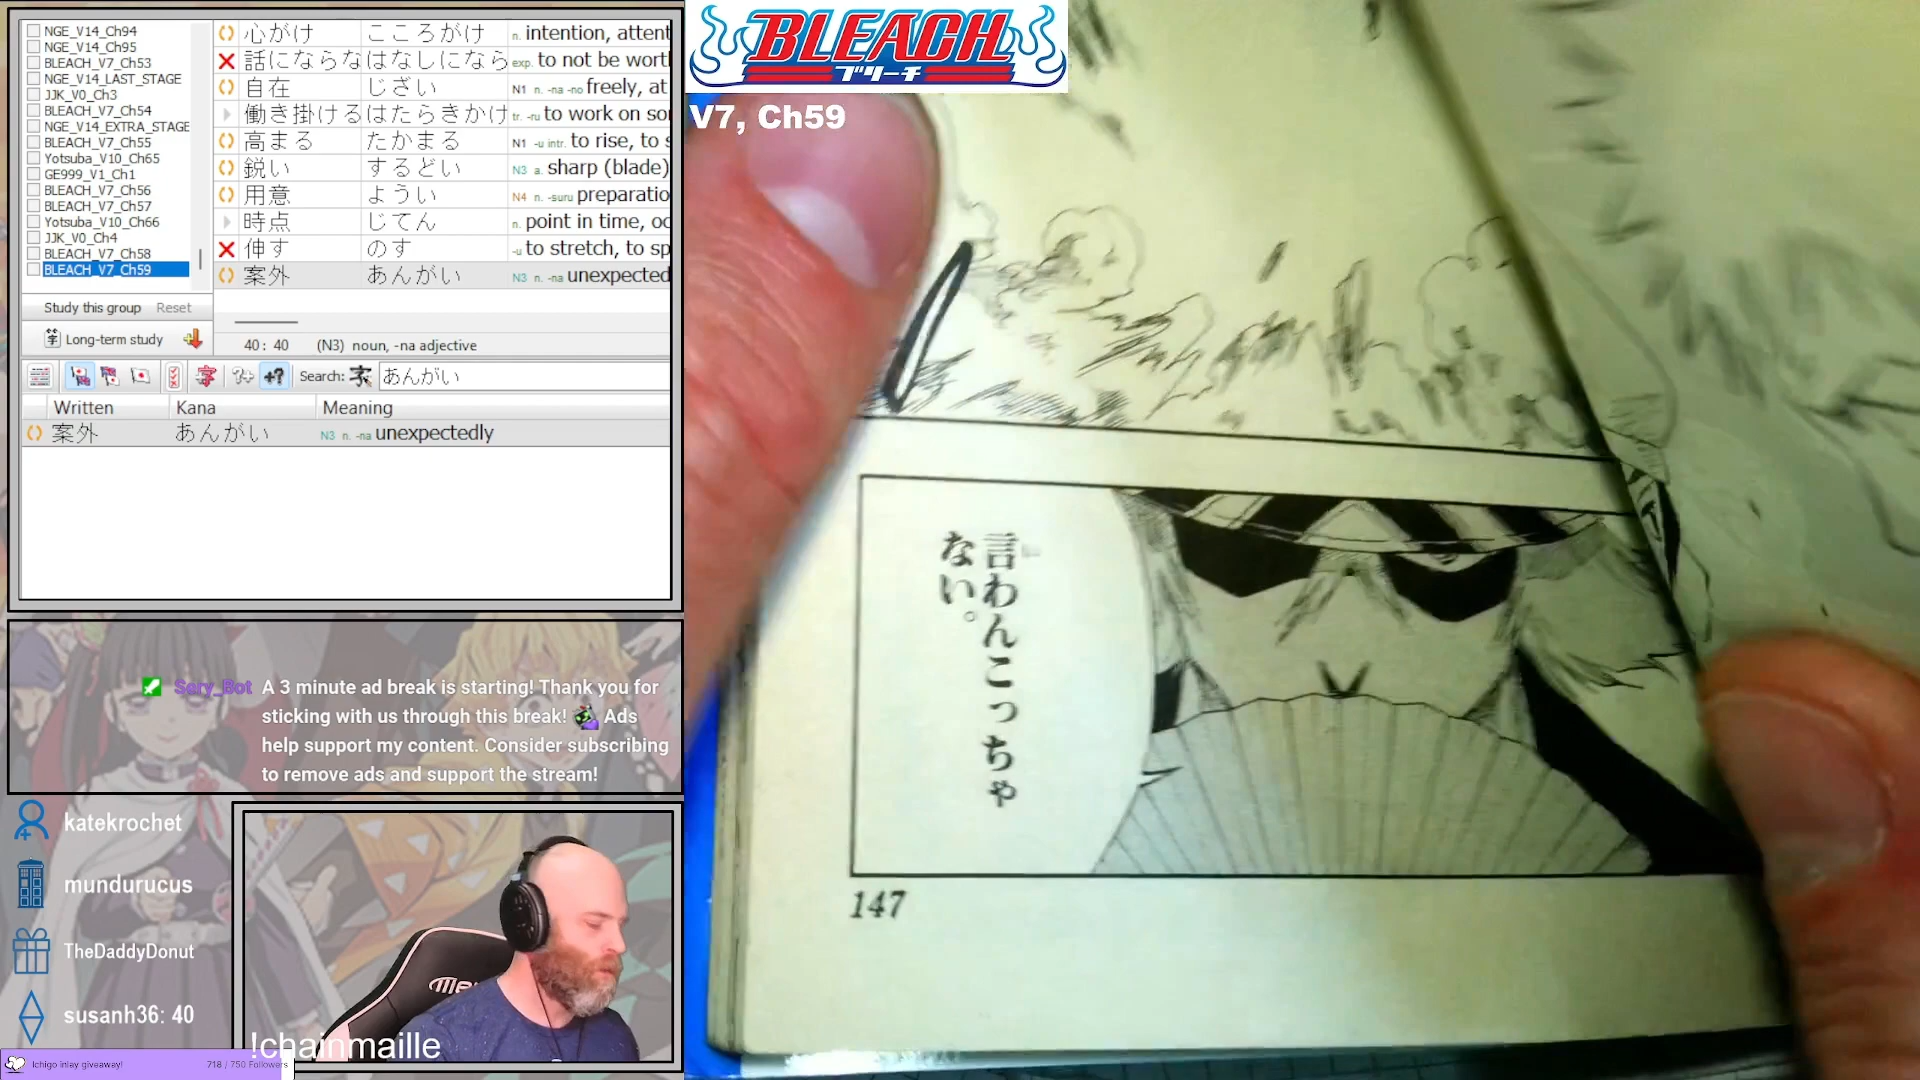 NGE_V14_Ch94
NGE_V14_Ch95
BLEACH_V7_Ch53
NGE_V14_LAST_STAGE
JJK_V0_Ch3
BLEACH_V7_Ch54
NGE_V14_EXTRA_STAGE
BLEACH_V7_Ch55
Yotsuba_V10_Ch65
GE999_V1_Ch1
BLEACH_V7_Ch56
BLEACH_V7_Ch57
Yotsuba_V10_Ch66
JJK_V0_Ch4
BLEACH_V7_Ch58
BLEACH_V7_Ch59
Study this group Reset
Long-term study
心がけ こころがけ n. intention, attent
話にならな はなしになら exp. to not be wort
自在 じざい N1 n. -na -no freely, at
働き掛ける はたらきかけ tr. -ru to work on so
高まる たかまる N1 -u intr. to rise, to s
鋭い するどい N3 a. sharp (blade)
用意 ようい N4 n. -suru preparatio
時点 じてん n. point in time, oc
伸す のす -u to stretch, to sp
案外 あんがい N3 n. -na unexpected
40: 40 (N3) noun, -na adjective
Search: あんがい
Written Kana Meaning
案外 あんがい N3 n. -na unexpectedly
Sery_Bot A 3 minute ad break is starting! Thank you for
sticking with us through this break! Ads
help support my content. Consider subscribing
to remove ads and support the stream!
katekrochet
mundurucus
TheDaddyDonut
susanh36: 40
!chainmaille
Ichigo inlay giveaway! 718 / 750 Followers
BLEACH
ブリーチ
V7, Ch59
言わんこっちゃ
ない。
147